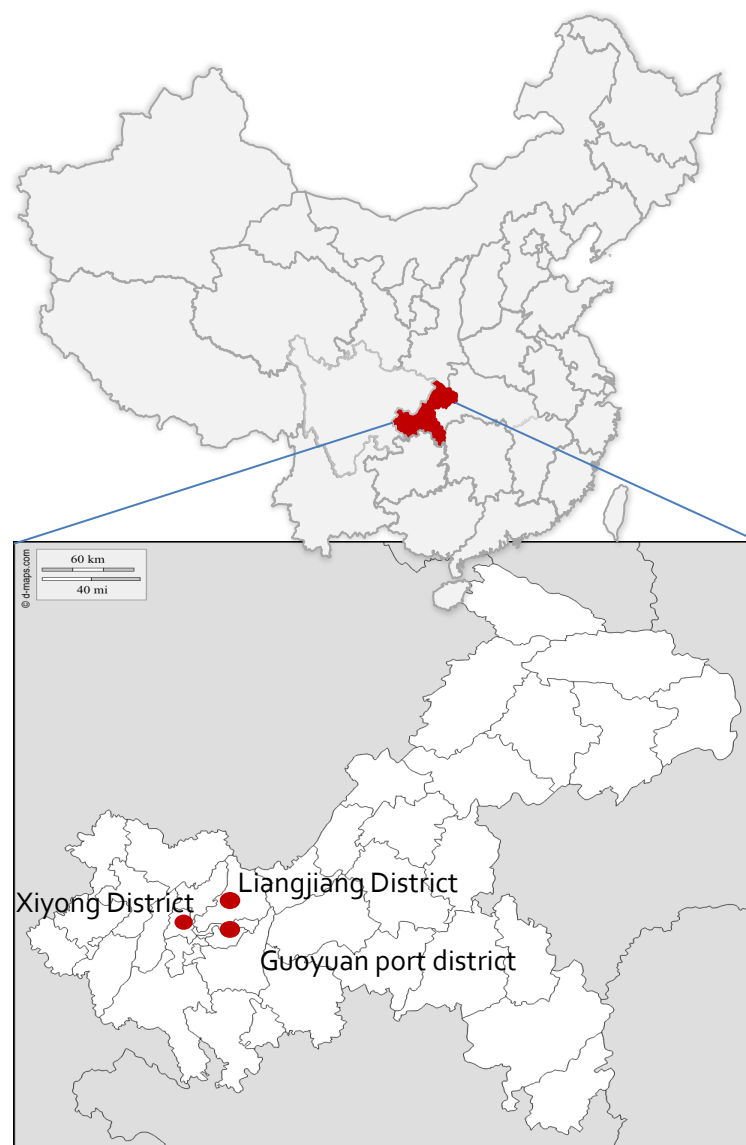 60 km
40 mi
© d-maps.com
Liangjiang District
Xiyong District
Guoyuan port district